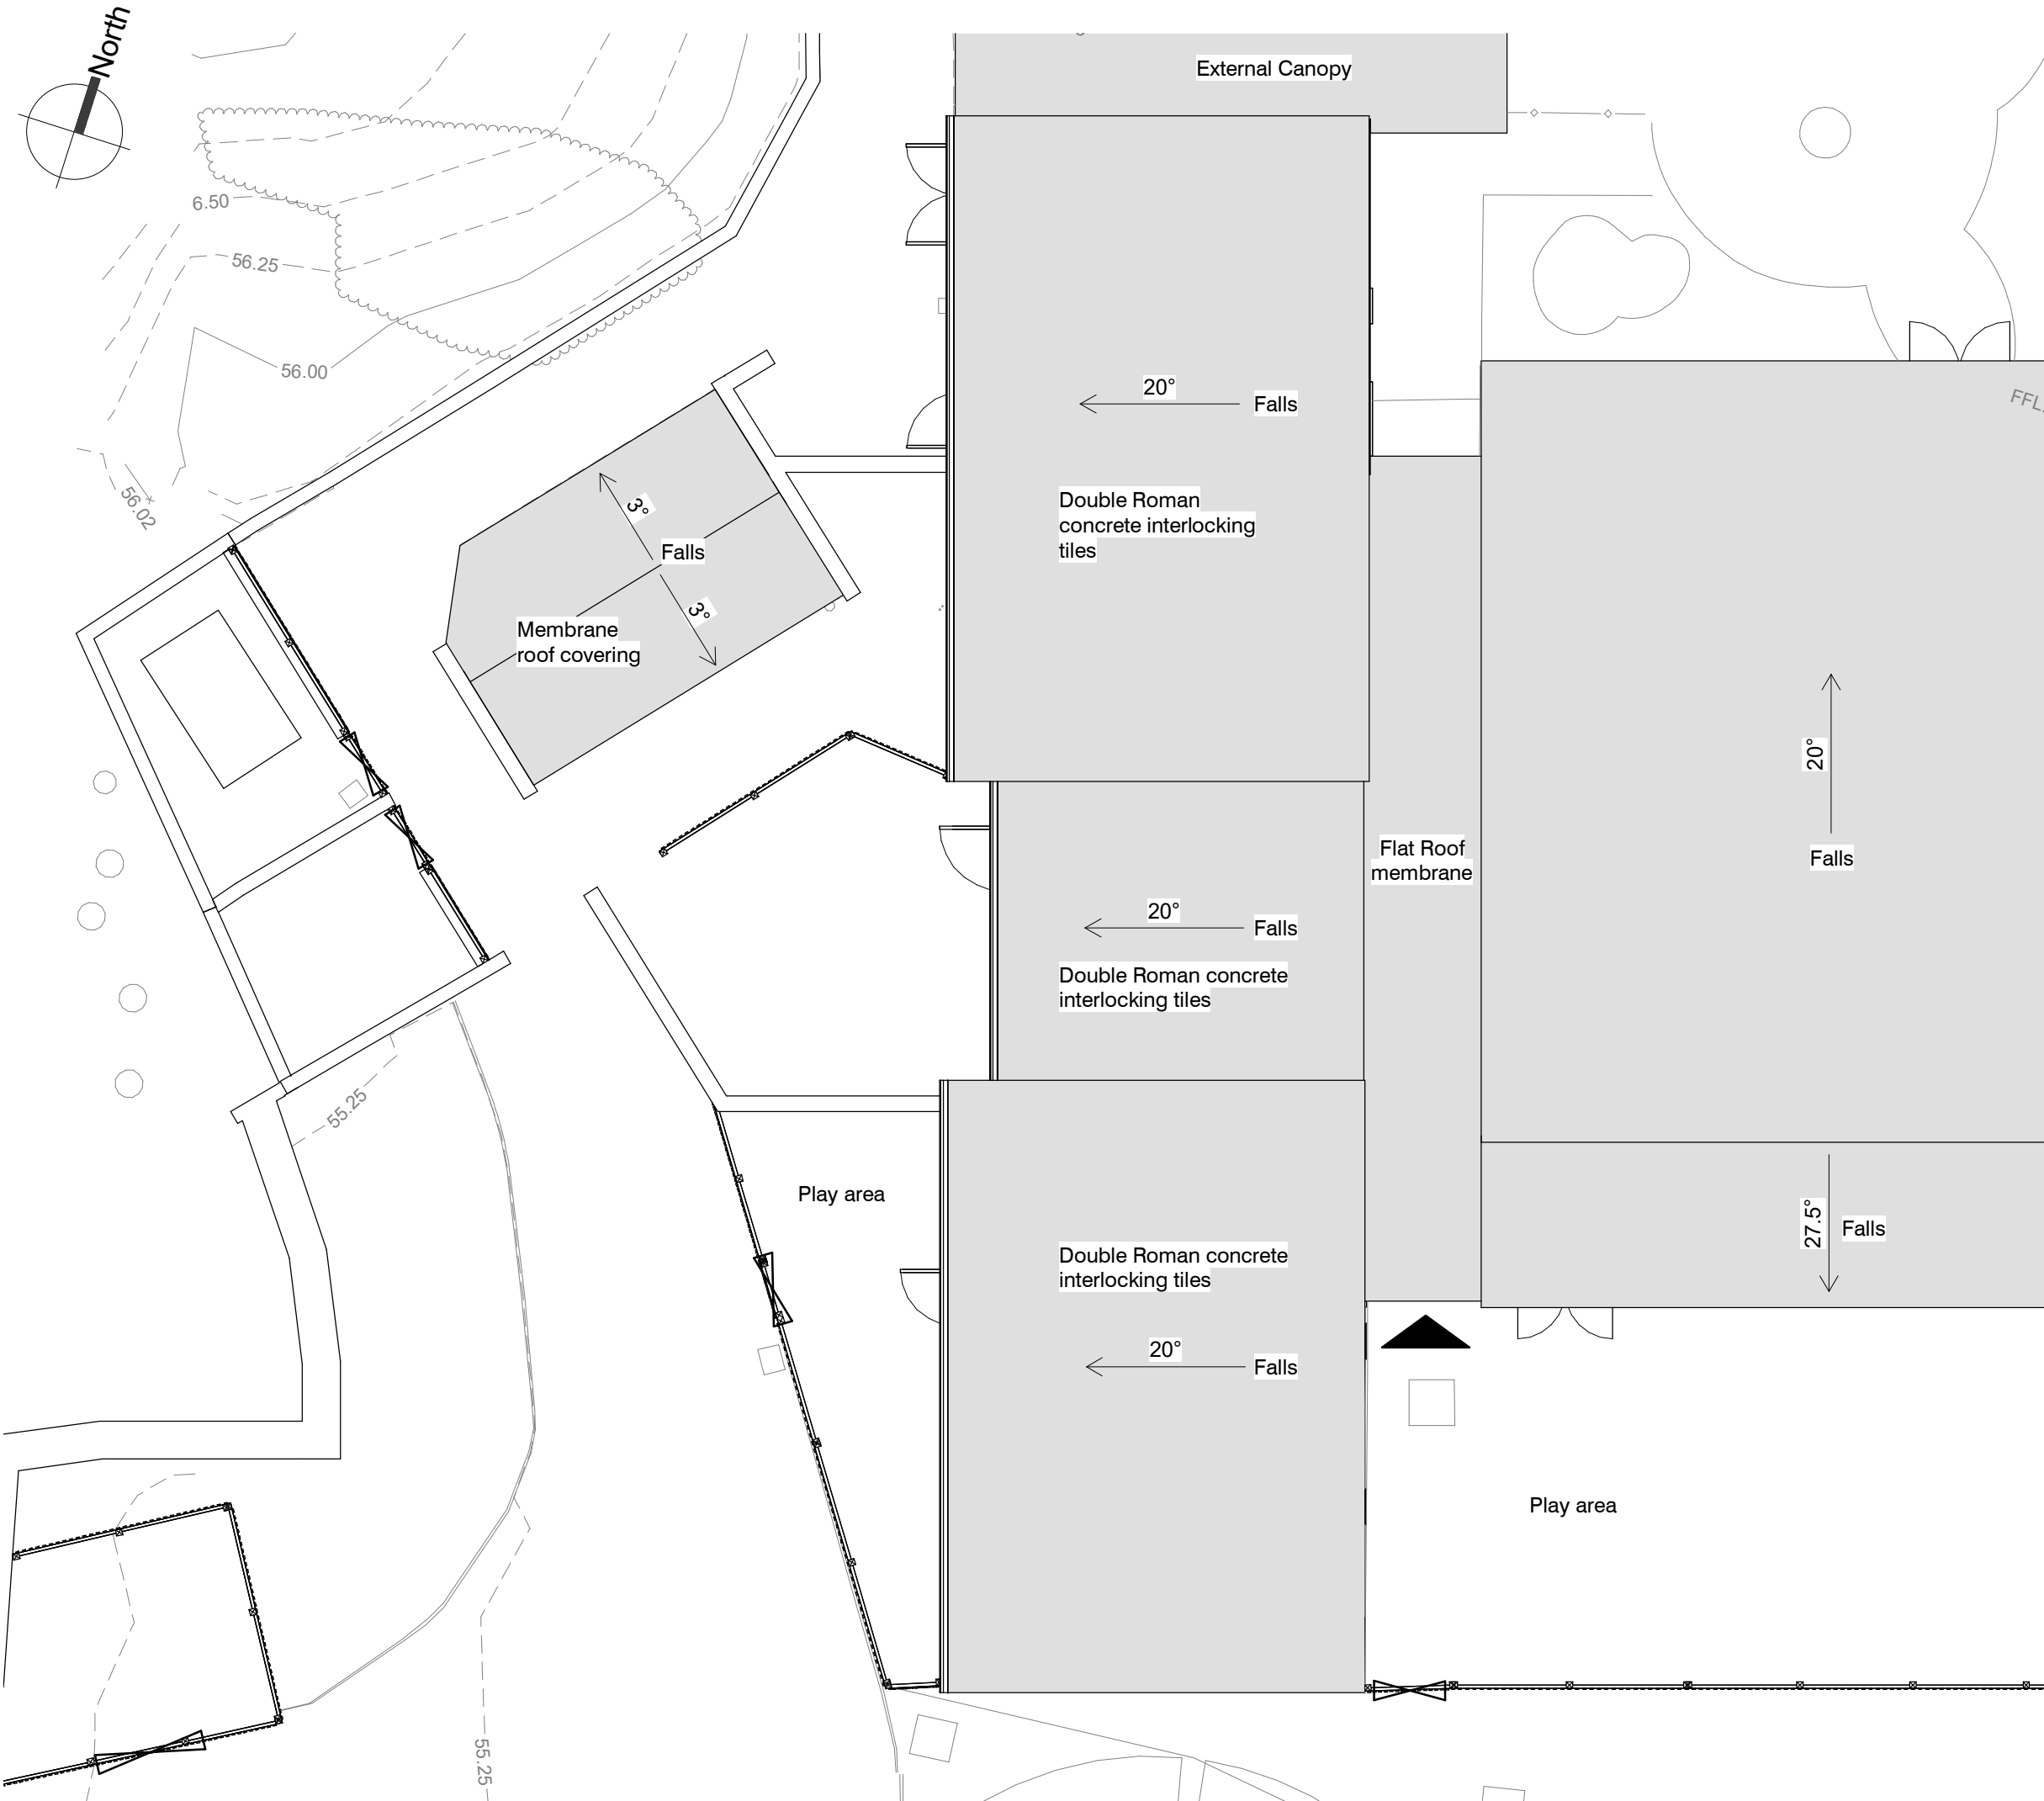 North
External Canopy
6.50
56.25
56.00
56.02
20°
Falls
Double Roman
concrete interlocking
tiles
3°
Falls
3°
Membrane
roof covering
FFL
20°
Falls
Flat Roof
membrane
20°
Falls
Double Roman concrete
interlocking tiles
55.25
Play area
Double Roman concrete
interlocking tiles
27.5°
Falls
20°
Falls
Play area
55.25